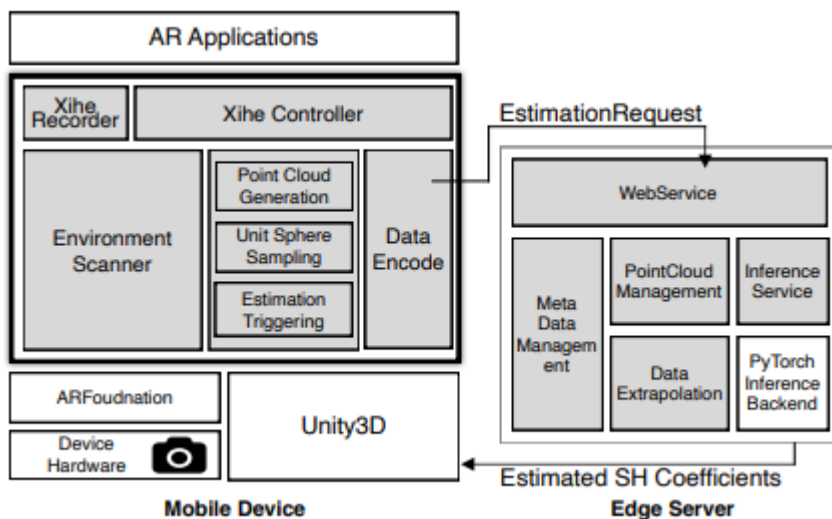 AR Applications
Xihe
Recorder
Xihe Controller
EstimationRequest
Environment
Scanner
Point Cloud
Generation
Unit Sphere
Sampling
Estimation
Triggering
Data
Encode
WebService
Meta
Data
Managem
ent
PointCloud
Management
Inference
Service
Data
Extrapolation
PyTorch
Inference
Backend
ARFoudnation
Device
Hardware
Unity3D
Estimated SH Coefficients
Mobile Device
Edge Server